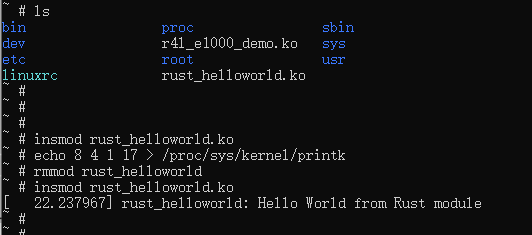 ~ # ls
bin proc sbin
dev r4l_e1000_demo.ko sys
etc root usr
linuxrc rust_helloworld.ko
~ #
~ #
~ #
~ # insmod rust_helloworld.ko
~ # echo 8 4 1 17 > /proc/sys/kernel/printk
~ # rmmod rust_helloworld
~ # insmod rust_helloworld.ko
[ 22.237967] rust_helloworld: Hello World from Rust module
~ #
~ #